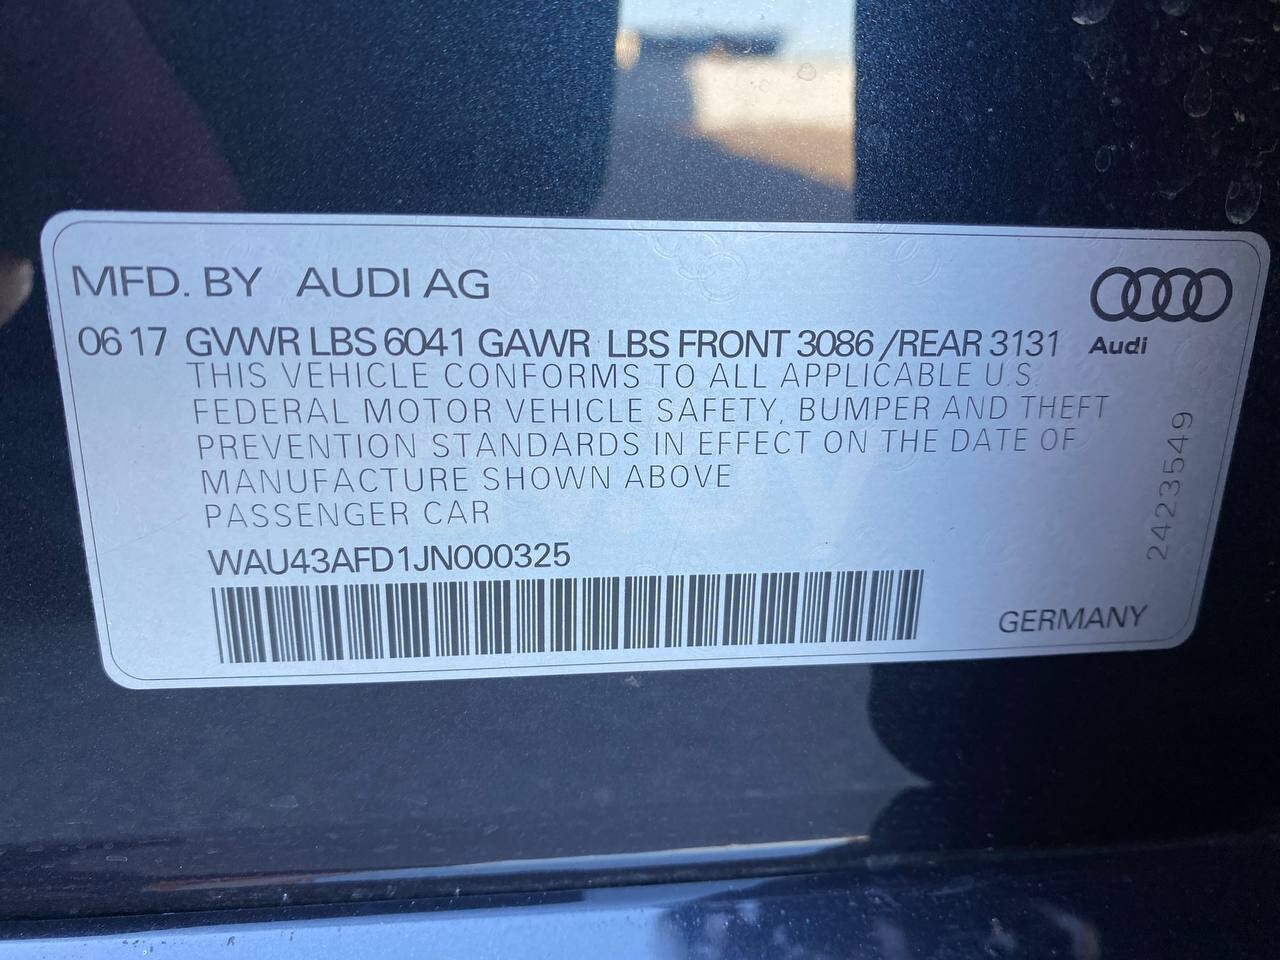 MFD. BY AUDI AG
06 17 GVWR LBS 6041 GAWR LBS FRONT 3086 /REAR 3131
Audi
THIS VEHICLE CONFORMS TO ALL APPLICABLE U.S.
FEDERAL MOTOR VEHICLE SAFETY, BUMPER AND THEFT
PREVENTION STANDARDS IN EFFECT ON THE DATE OF
MANUFACTURE SHOWN ABOVE
PASSENGER CAR
2423549
WAU43AFD1JN000325
GERMANY